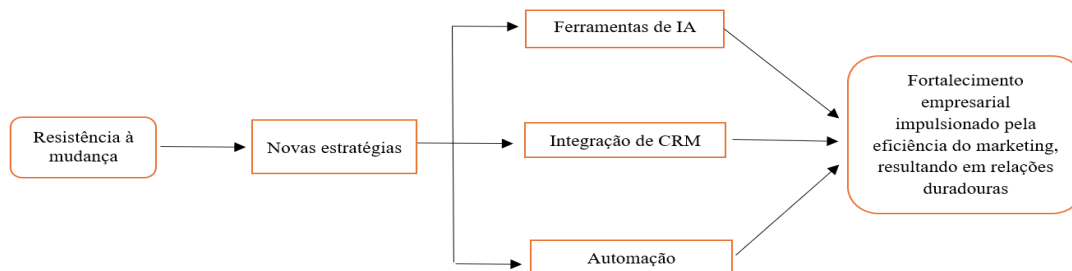 Resistência à
mudança
Novas estratégias
Ferramentas de IA
Integração de CRM
Automação
Fortalecimento
empresarial
impulsionado pela
eficiência do marketing,
resultando em relações
duradouras